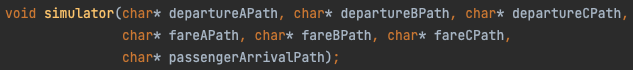 void simulator(char* departureAPath, char* departureBPath, char* departureCPath,
char* fareAPath, char* fareBPath, char* fareCPath,
char* passengerArrivalPath);